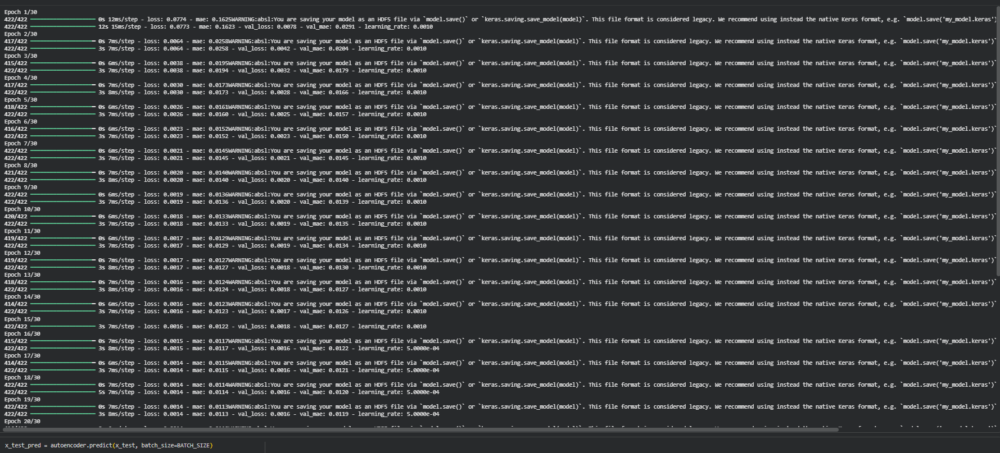 Epoch 1/30
422/422 0s 12ms/step - loss: 0.0774 - mae: 0.1625WARNING:absl:You are saving your model as an HDF5 file via `model.save()` or `keras.saving.save_model(model)`. This file format is considered legacy. We recommend using instead the native Keras format, e.g. `model.save('my_model.keras')
422/422 12s 15ms/step - loss: 0.0773 - mae: 0.1623 - val_loss: 0.0078 - val_mae: 0.0291 - learning_rate: 0.0010
Epoch 2/30
417/422 0s 7ms/step - loss: 0.0064 - mae: 0.0258WARNING:absl:You are saving your model as an HDF5 file via `model.save()` or `keras.saving.save_model(model)`. This file format is considered legacy. We recommend using instead the native Keras format, e.g. `model.save('my_model.keras')`
422/422 3s 7ms/step - loss: 0.0064 - mae: 0.0258 - val_loss: 0.0042 - val_mae: 0.0204 - learning_rate: 0.0010
Epoch 3/30
415/422 0s 6ms/step - loss: 0.0038 - mae: 0.0195WARNING:absl:You are saving your model as an HDF5 file via `model.save()` or `keras.saving.save_model(model)`. This file format is considered legacy. We recommend using instead the native Keras format, e.g. `model.save('my_model.keras')`
422/422 3s 7ms/step - loss: 0.0038 - mae: 0.0194 - val_loss: 0.0032 - val_mae: 0.0179 - learning_rate: 0.0010
Epoch 4/30
417/422 0s 7ms/step - loss: 0.0030 - mae: 0.0173WARNING:absl:You are saving your model as an HDF5 file via `model.save()` or `keras.saving.save_model(model)`. This file format is considered legacy. We recommend using instead the native Keras format, e.g. `model.save('my_model.keras')`
422/422 3s 8ms/step - loss: 0.0030 - mae: 0.0173 - val_loss: 0.0028 - val_mae: 0.0166 - learning_rate: 0.0010
Epoch 5/30
418/422 0s 6ms/step - loss: 0.0026 - mae: 0.0161WARNING:absl:You are saving your model as an HDF5 file via `model.save()` or `keras.saving.save_model(model)`. This file format is considered legacy. We recommend using instead the native Keras format, e.g. `model.save('my_model.keras')`
422/422 3s 7ms/step - loss: 0.0026 - mae: 0.0160 - val_loss: 0.0025 - val_mae: 0.0157 - learning_rate: 0.0010
Epoch 6/30
416/422 0s 6ms/step - loss: 0.0023 - mae: 0.0152WARNING:absl:You are saving your model as an HDF5 file via `model.save()` or `keras.saving.save_model(model)`. This file format is considered legacy. We recommend using instead the native Keras format, e.g. `model.save('my_model.keras')`
422/422 3s 7ms/step - loss: 0.0023 - mae: 0.0152 - val_loss: 0.0023 - val_mae: 0.0150 - learning_rate: 0.0010
Epoch 7/30
422/422 0s 6ms/step - loss: 0.0021 - mae: 0.0145WARNING:absl:You are saving your model as an HDF5 file via `model.save()` or `keras.saving.save_model(model)`. This file format is considered legacy. We recommend using instead the native Keras format, e.g. `model.save('my_model.keras')`
422/422 3s 7ms/step - loss: 0.0021 - mae: 0.0145 - val_loss: 0.0021 - val_mae: 0.0145 - learning_rate: 0.0010
Epoch 8/30
421/422 0s 7ms/step - loss: 0.0020 - mae: 0.0140WARNING:absl:You are saving your model as an HDF5 file via `model.save()` or `keras.saving.save_model(model)`. This file format is considered legacy. We recommend using instead the native Keras format, e.g. `model.save('my_model.keras')`
422/422 3s 8ms/step - loss: 0.0020 - mae: 0.0140 - val_loss: 0.0020 - val_mae: 0.0140 - learning_rate: 0.0010
Epoch 9/30
422/422 0s 6ms/step - loss: 0.0019 - mae: 0.0136WARNING:absl:You are saving your model as an HDF5 file via `model.save()` or `keras.saving.save_model(model)`. This file format is considered legacy. We recommend using instead the native Keras format, e.g. `model.save('my_model.keras')`
422/422 3s 7ms/step - loss: 0.0019 - mae: 0.0136 - val_loss: 0.0020 - val_mae: 0.0139 - learning_rate: 0.0010
Epoch 10/30
420/422 0s 6ms/step - loss: 0.0018 - mae: 0.0133WARNING:absl:You are saving your model as an HDF5 file via `model.save()` or `keras.saving.save_model(model)`. This file format is considered legacy. We recommend using instead the native Keras format, e.g. `model.save('my_model.keras')`
422/422 3s 7ms/step - loss: 0.0018 - mae: 0.0133 - val_loss: 0.0019 - val_mae: 0.0135 - learning_rate: 0.0010
Epoch 11/30
419/422 0s 6ms/step - loss: 0.0017 - mae: 0.0129WARNING:absl:You are saving your model as an HDF5 file via `model.save()` or `keras.saving.save_model(model)`. This file format is considered legacy. We recommend using instead the native Keras format, e.g. `model.save('my_model.keras')`
422/422 3s 7ms/step - loss: 0.0017 - mae: 0.0129 - val_loss: 0.0019 - val_mae: 0.0134 - learning_rate: 0.0010
Epoch 12/30
419/422 0s 7ms/step - loss: 0.0017 - mae: 0.0127WARNING:absl:You are saving your model as an HDF5 file via `model.save()` or `keras.saving.save_model(model)`. This file format is considered legacy. We recommend using instead the native Keras format, e.g. `model.save('my_model.keras')`
422/422 3s 8ms/step - loss: 0.0017 - mae: 0.0127 - val_loss: 0.0018 - val_mae: 0.0130 - learning_rate: 0.0010
Epoch 13/30
418/422 0s 7ms/step - loss: 0.0016 - mae: 0.0124WARNING:absl:You are saving your model as an HDF5 file via `model.save()` or `keras.saving.save_model(model)`. This file format is considered legacy. We recommend using instead the native Keras format, e.g. `model.save('my_model.keras')`
422/422 3s 8ms/step - loss: 0.0016 - mae: 0.0124 - val_loss: 0.0018 - val_mae: 0.0127 - learning_rate: 0.0010
Epoch 14/30
414/422 0s 6ms/step - loss: 0.0016 - mae: 0.0123WARNING:absl:You are saving your model as an HDF5 file via `model.save()` or `keras.saving.save_model(model)`. This file format is considered legacy. We recommend using instead the native Keras format, e.g. `model.save('my_model.keras')`
422/422 3s 7ms/step - loss: 0.0016 - mae: 0.0123 - val_loss: 0.0017 - val_mae: 0.0126 - learning_rate: 0.0010
Epoch 15/30
422/422 3s 7ms/step - loss: 0.0016 - mae: 0.0122 - val_loss: 0.0018 - val_mae: 0.0127 - learning_rate: 0.0010
Epoch 16/30
415/422 0s 7ms/step - loss: 0.0015 - mae: 0.0117WARNING:absl:You are saving your model as an HDF5 file via `model.save()` or `keras.saving.save_model(model)`. This file format is considered legacy. We recommend using instead the native Keras format, e.g. `model.save('my_model.keras')`
422/422 3s 8ms/step - loss: 0.0015 - mae: 0.0117 - val_loss: 0.0016 - val_mae: 0.0122 - learning_rate: 5.0000e-04
Epoch 17/30
414/422 0s 6ms/step - loss: 0.0014 - mae: 0.0115WARNING:absl:You are saving your model as an HDF5 file via `model.save()` or `keras.saving.save_model(model)`. This file format is considered legacy. We recommend using instead the native Keras format, e.g. `model.save('my_model.keras')`
422/422 3s 7ms/step - loss: 0.0014 - mae: 0.0115 - val_loss: 0.0016 - val_mae: 0.0121 - learning_rate: 5.0000e-04
Epoch 18/30
422/422 0s 7ms/step - loss: 0.0014 - mae: 0.0114WARNING:absl:You are saving your model as an HDF5 file via `model.save()` or `keras.saving.save_model(model)`. This file format is considered legacy. We recommend using instead the native Keras format, e.g. `model.save('my_model.keras')`
422/422 5s 7ms/step - loss: 0.0014 - mae: 0.0114 - val_loss: 0.0016 - val_mae: 0.0120 - learning_rate: 5.0000e-04
Epoch 19/30
422/422 0s 7ms/step - loss: 0.0014 - mae: 0.0113WARNING:absl:You are saving your model as an HDF5 file via `model.save()` or `keras.saving.save_model(model)`. This file format is considered legacy. We recommend using instead the native Keras format, e.g. `model.save('my_model.keras')`
422/422 3s 8ms/step - loss: 0.0014 - mae: 0.0113 - val_loss: 0.0016 - val_mae: 0.0119 - learning_rate: 5.0000e-04
Epoch 20/30
x_test_pred = autoencoder.predict(x_test, batch_size=BATCH_SIZE)